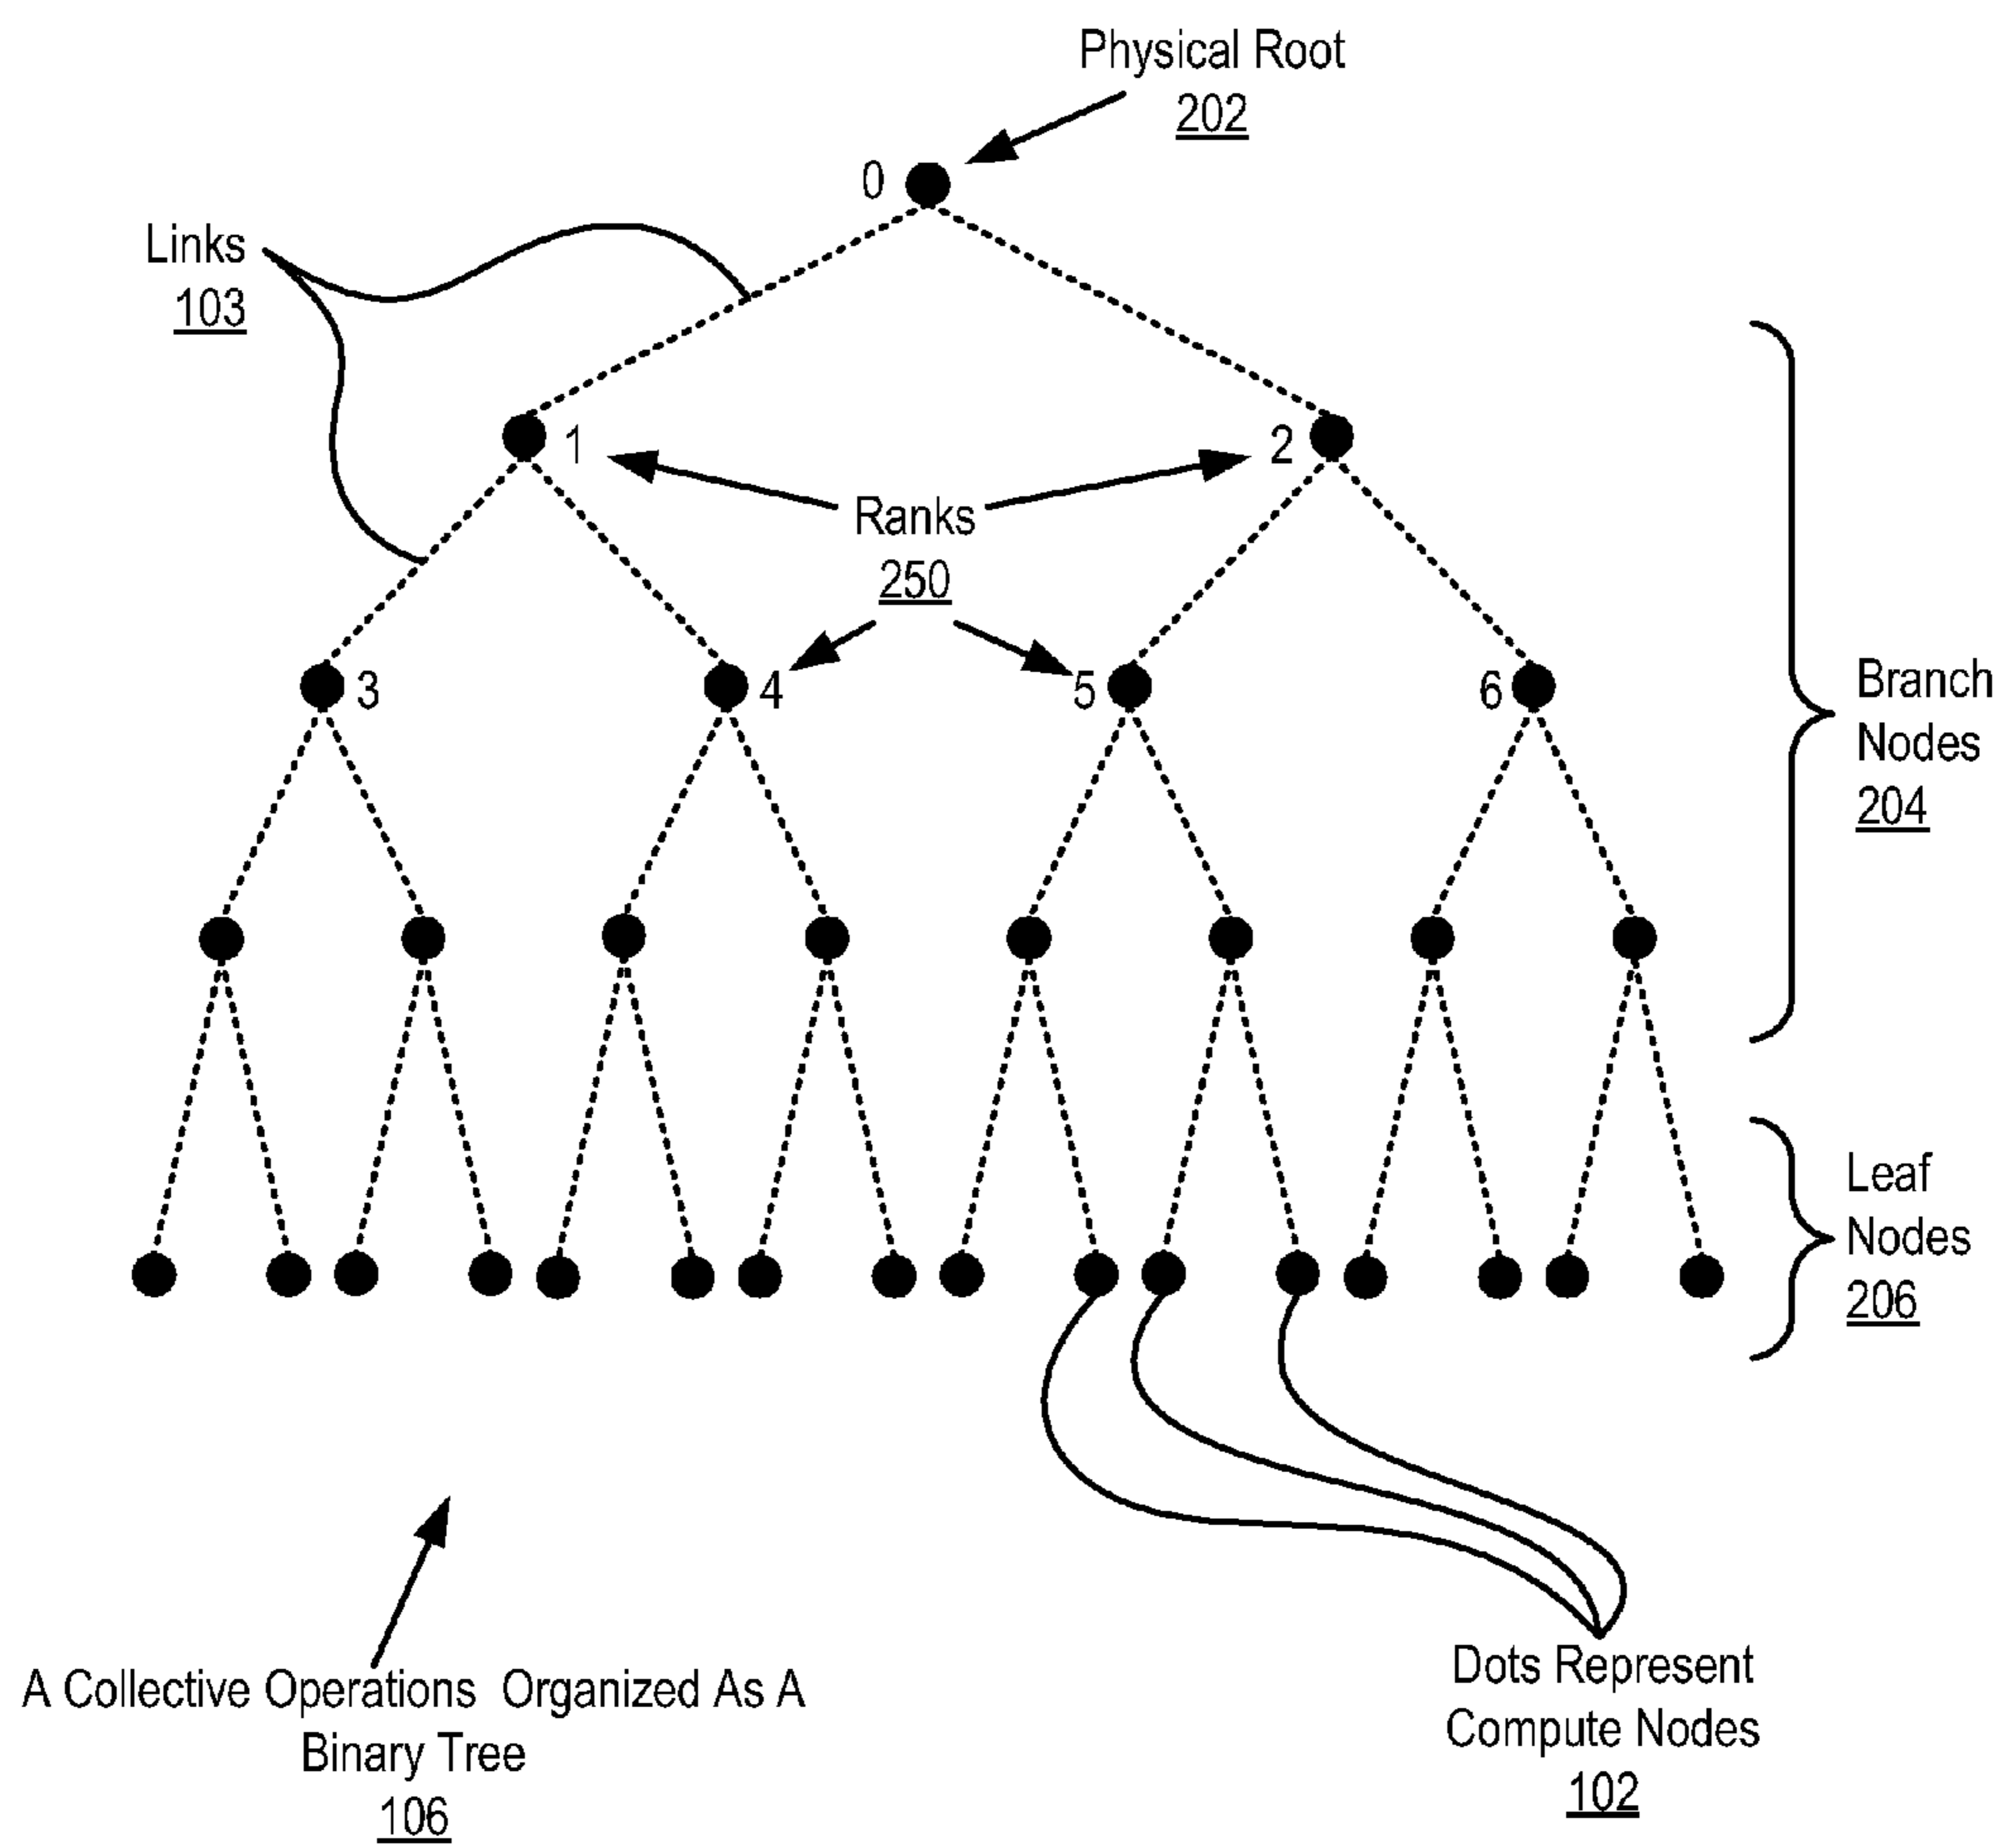 Physical Root
202
0
Links
103
1
2
Ranks
250
3
4
5
6
Branch
Nodes
204
Leaf
Nodes
206
A Collective Operations Organized As A
Binary Tree
106
Dots Represent
Compute Nodes
102